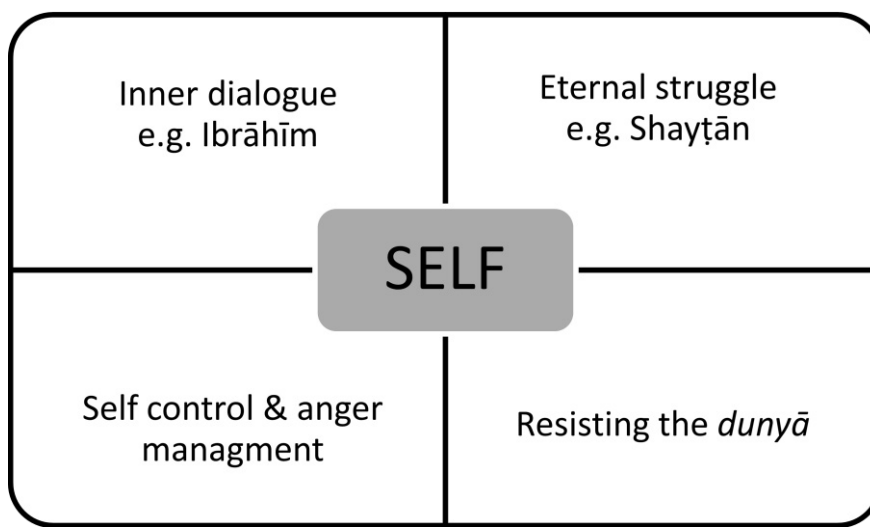 Inner dialogue
e.g. Ibrāhīm
Eternal struggle
e.g. Shayṭān
SELF
Self control & anger
managment
Resisting the dunyā